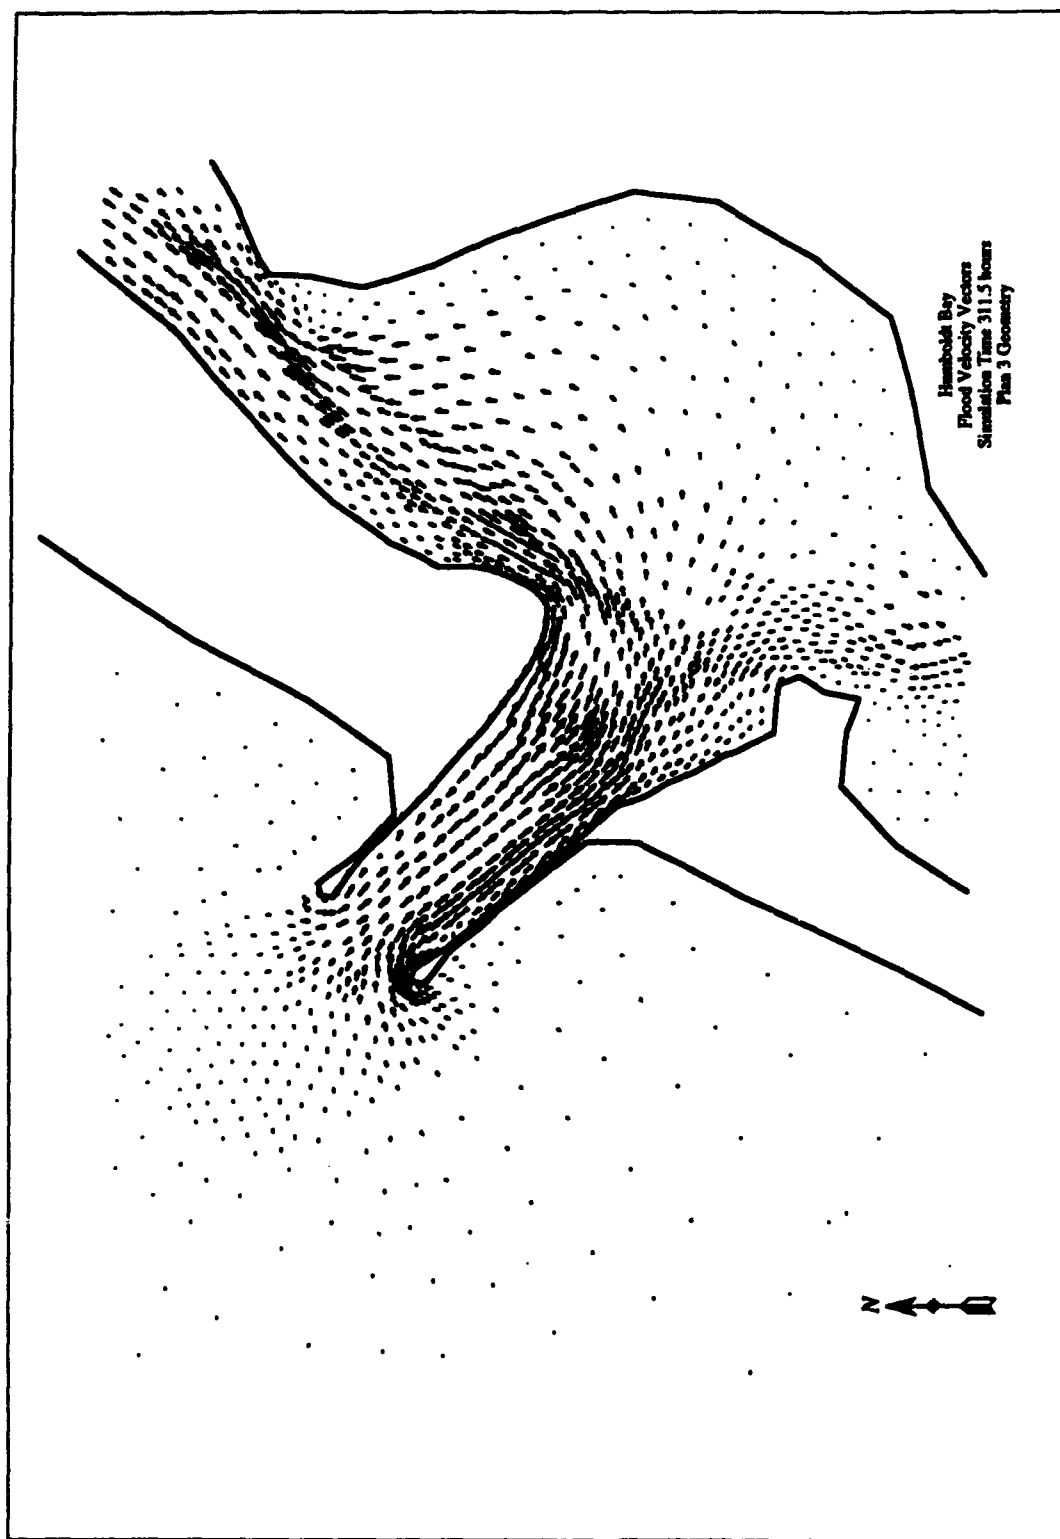 Humboldt Bay
Flood Velocity Vectors
Simulation Time 311.5 hours
Plan 3 Geometry
N